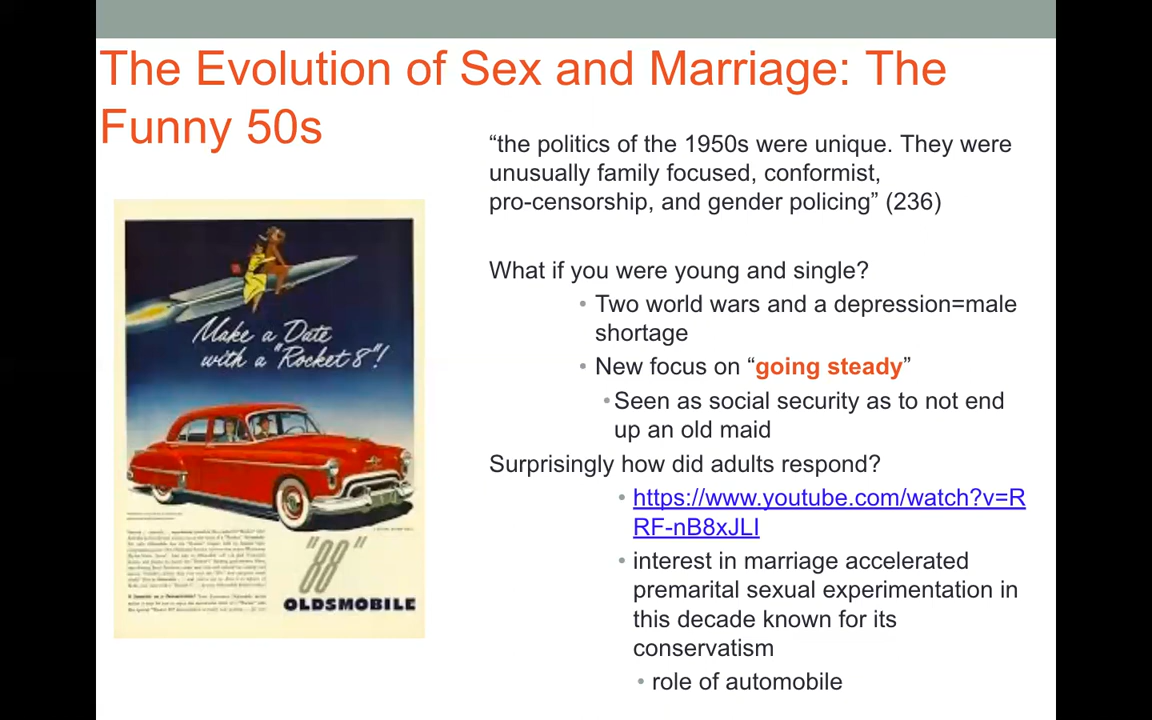 The Evolution of Sex and Marriage: The
Funny 50s
“the politics of the 1950s were unique. They were
unusually family focused, conformist,
pro-censorship, and gender policing” (236)
What if you were young and single?
• Two world wars and a depression=male
shortage
• New focus on “going steady”
• Seen as social security as to not end
up an old maid
Surprisingly how did adults respond?
• https://www.youtube.com/watch?v=R
RF-nB8xJLI
• interest in marriage accelerated
premarital sexual experimentation in
this decade known for its
conservatism
• role of automobile
Make a Date
with a "Rocket 8"!
"88"
OLDSMOBILE